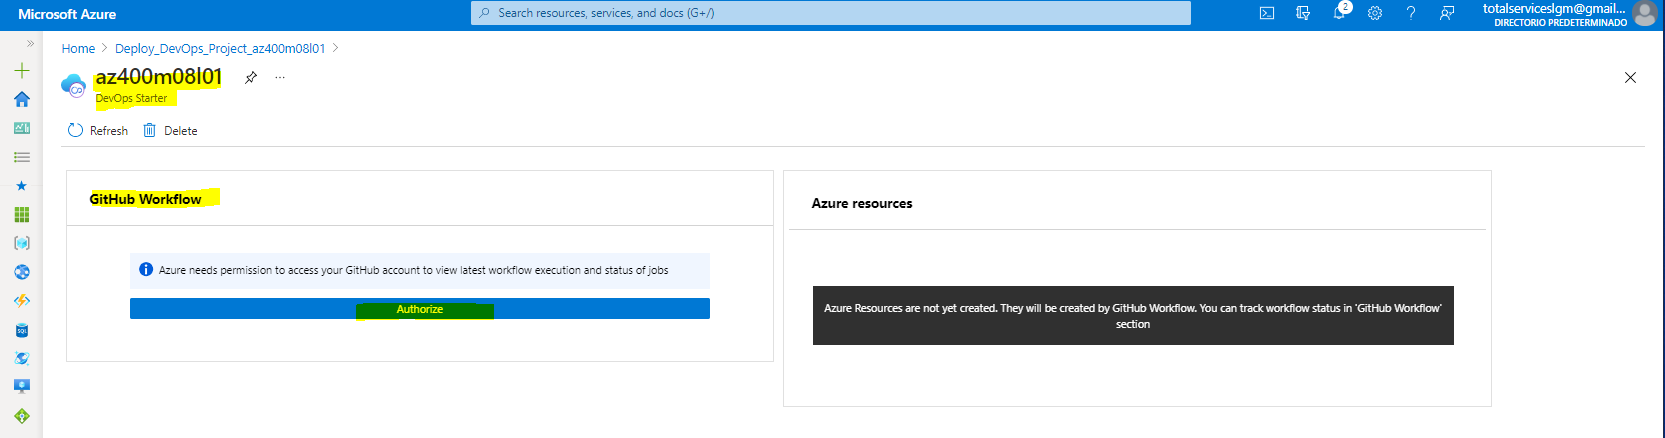 Microsoft Azure
Search resources, services, and docs (G+/)
2
totalserviceslgm@gmail...
DIRECTORIO PREDETERMINADO
Home > Deploy_DevOps_Project_az400m08l01 >
az400m08l01
...
DevOps Starter
Refresh Delete
GitHub Workflow
Azure needs permission to access your GitHub account to view latest workflow execution and status of jobs
Authorize
Azure resources
Azure Resources are not yet created. They will be created by GitHub Workflow. You can track workflow status in 'GitHub Workflow'
section
SQL